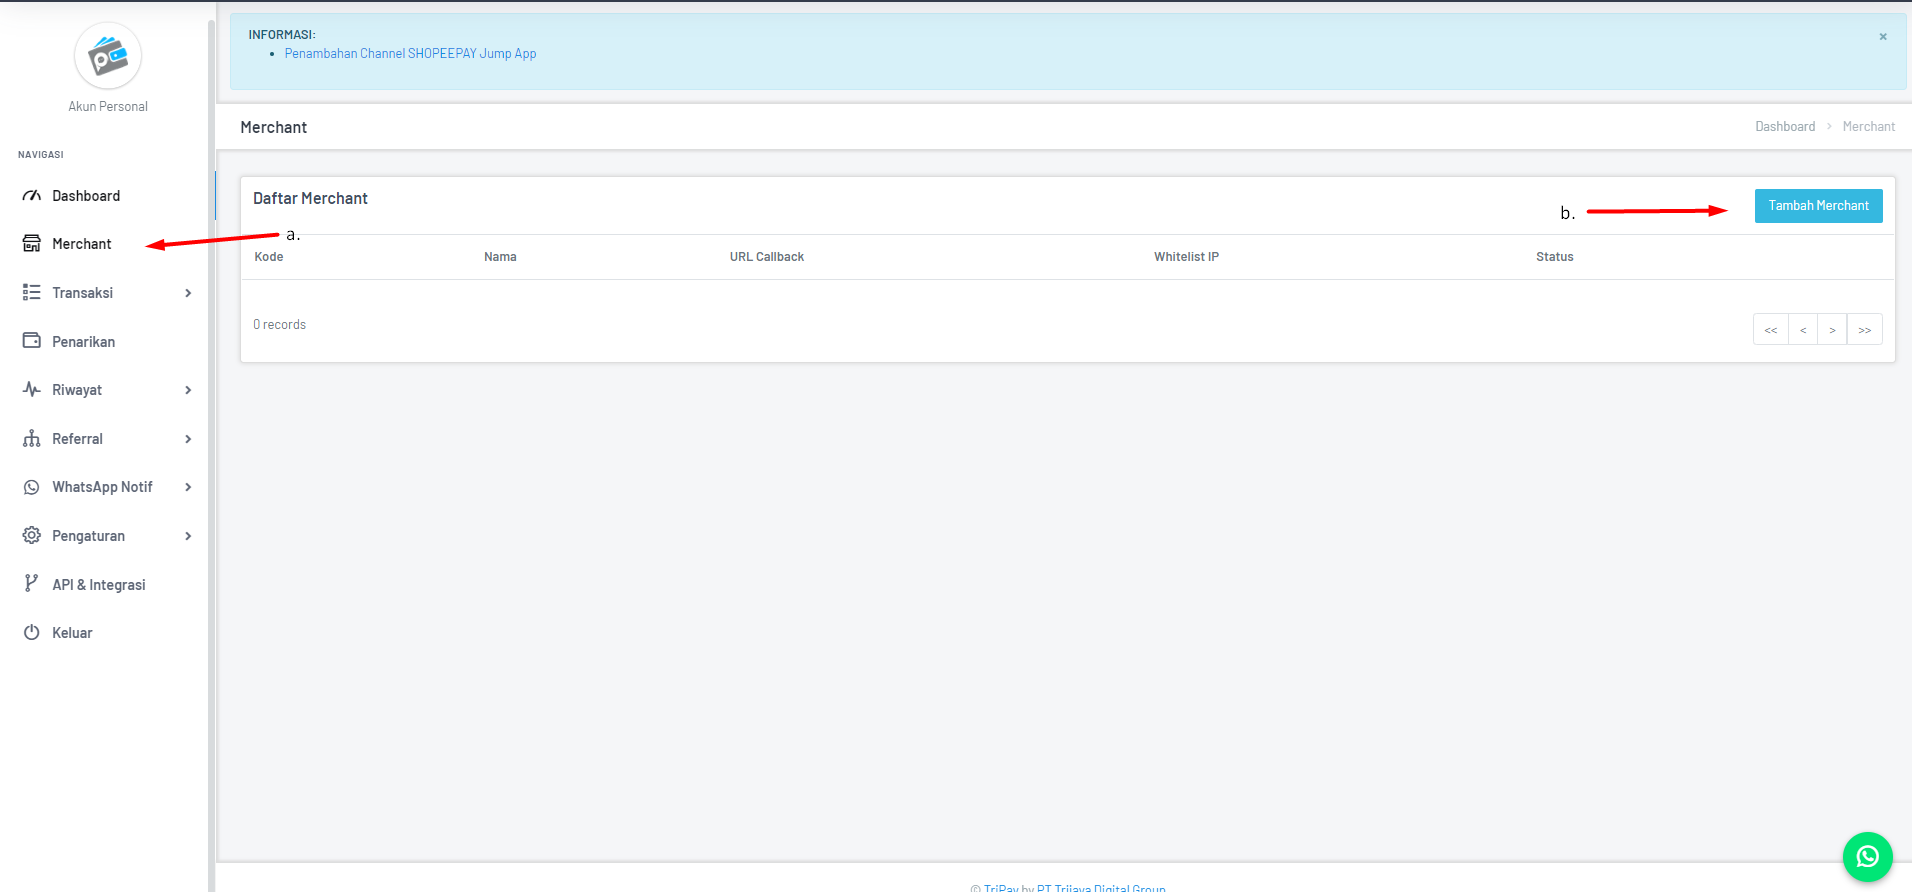 INFORMASI:
Penambahan Channel SHOPEEPAY Jump App
×
Akun Personal
NAVIGASI
Dashboard
Merchant
Transaksi
Penarikan
Riwayat
Referral
WhatsApp Notif
Pengaturan
API & Integrasi
Keluar
Merchant
Dashboard > Merchant
Daftar Merchant
Tambah Merchant
a.
b.
Kode Nama URL Callback Whitelist IP Status
0 records
<< < > >>
© TriPay by PT Trijaya Digital Group